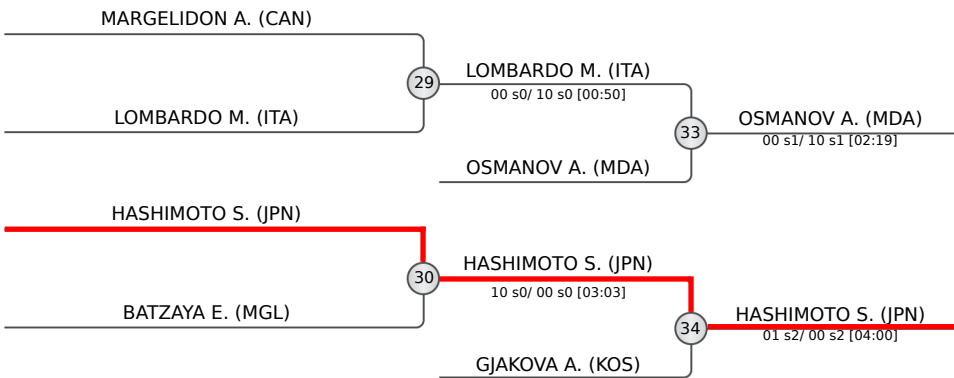 MARGELIDON A. (CAN)
29
LOMBARDO M. (ITA)
00 s0/ 10 s0 [00:50]
LOMBARDO M. (ITA)
33
OSMANOV A. (MDA)
00 s1/ 10 s1 [02:19]
OSMANOV A. (MDA)
HASHIMOTO S. (JPN)
30
HASHIMOTO S. (JPN)
10 s0/ 00 s0 [03:03]
BATZAYA E. (MGL)
34
HASHIMOTO S. (JPN)
01 s2/ 00 s2 [04:00]
GJAKOVA A. (KOS)